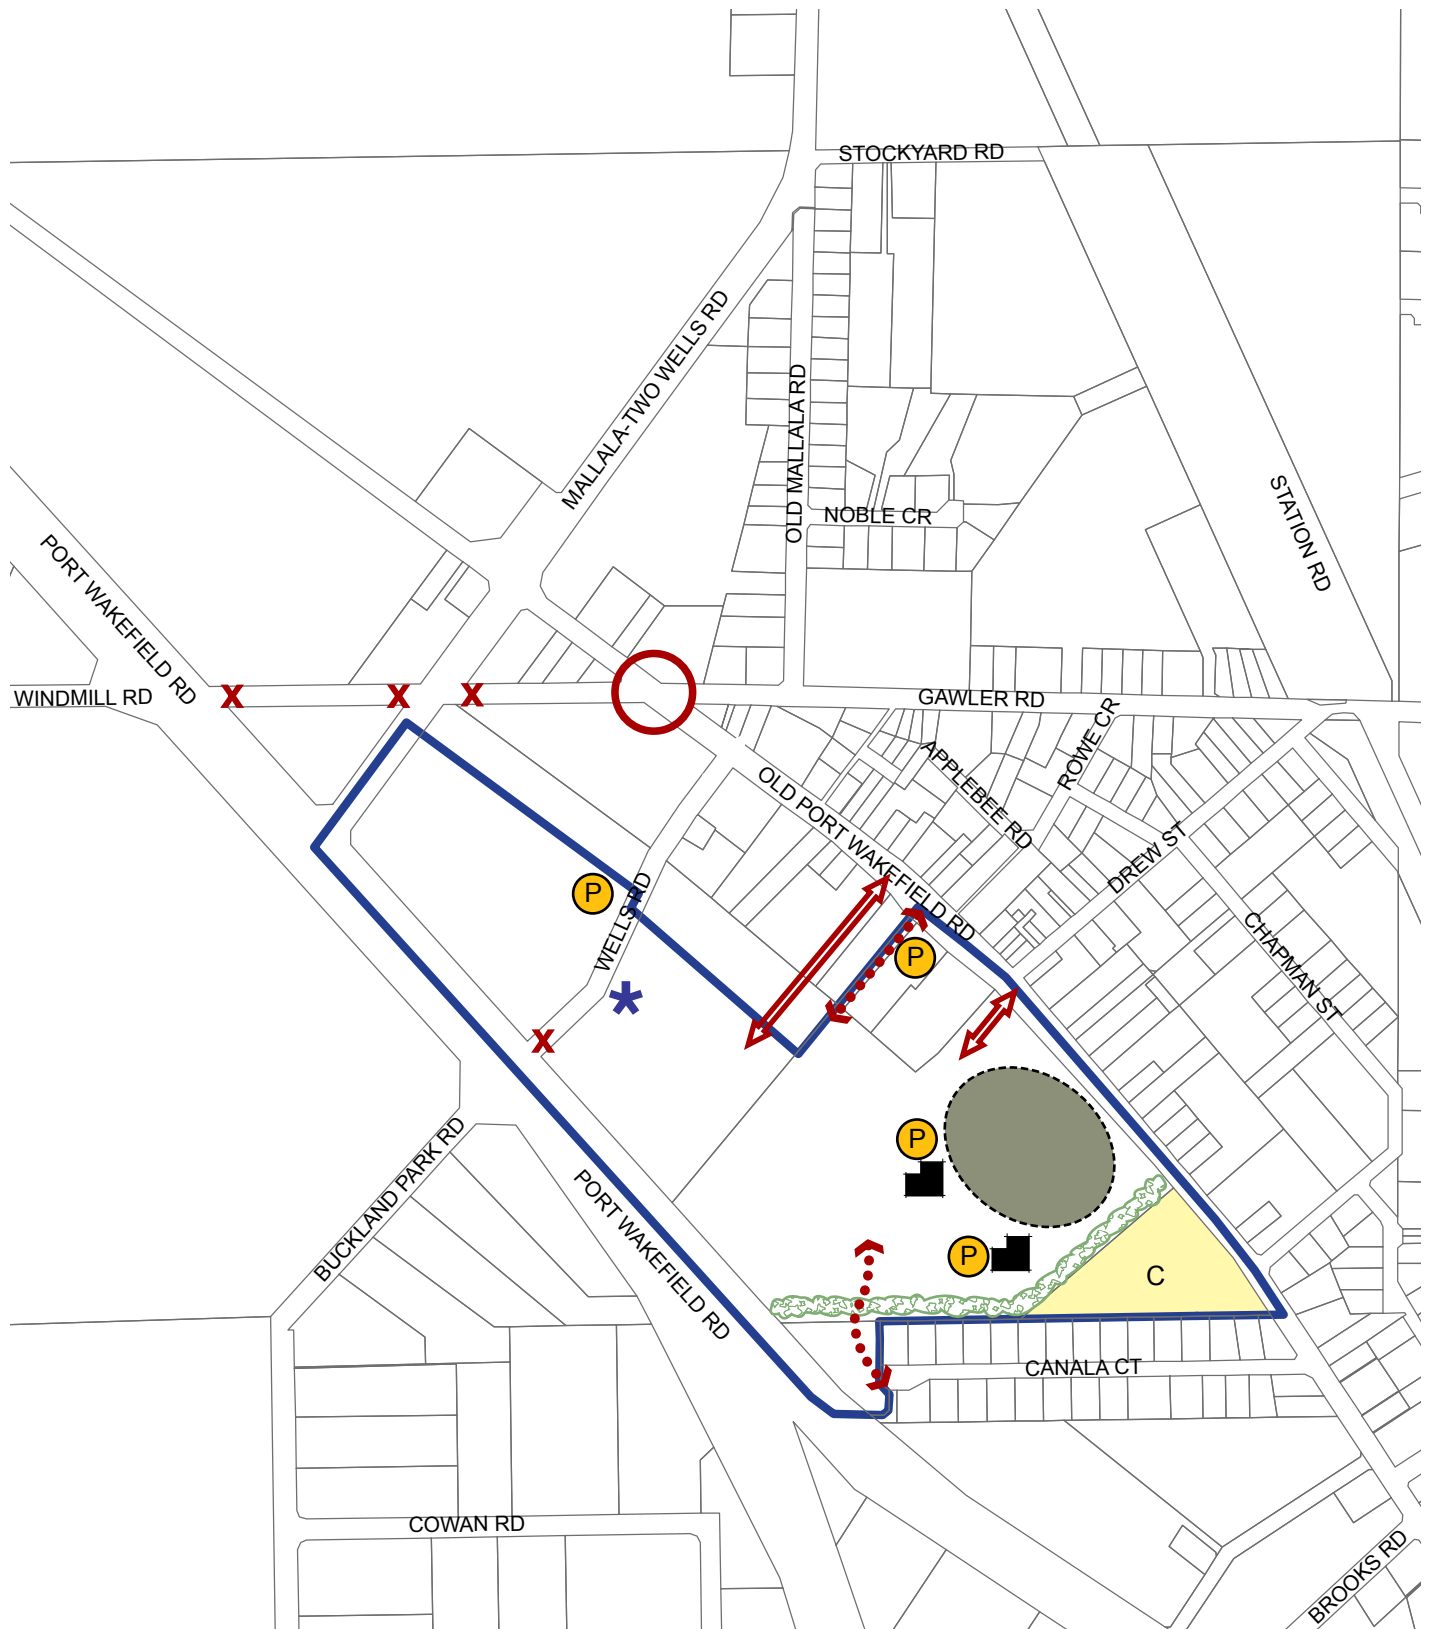 STOCKYARD RD
MALLALA-TWO WELLS RD
OLD MALLALA RD
NOBLE CR
STATION RD
PORT WAKEFIELD RD
WINDMILL RD
X
X
X
GAWLER RD
ROWE CR
APPLEBEE RD
OLD PORT WAKEFIELD RD
DREW ST
P
WELLS RD
CHAPMAN ST
P
*
X
P
BUCKLAND PARK RD
PORT WAKEFIELD RD
P
C
CANALA CT
COWAN RD
BROOKS RD